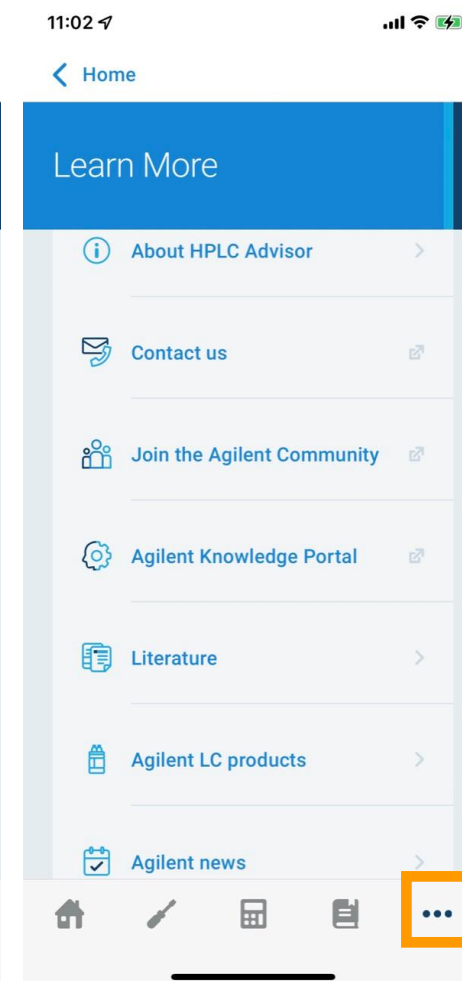 11:02
Home
Learn More
About HPLC Advisor
Contact us
Join the Agilent Community
Agilent Knowledge Portal
Literature
Agilent LC products
Agilent news